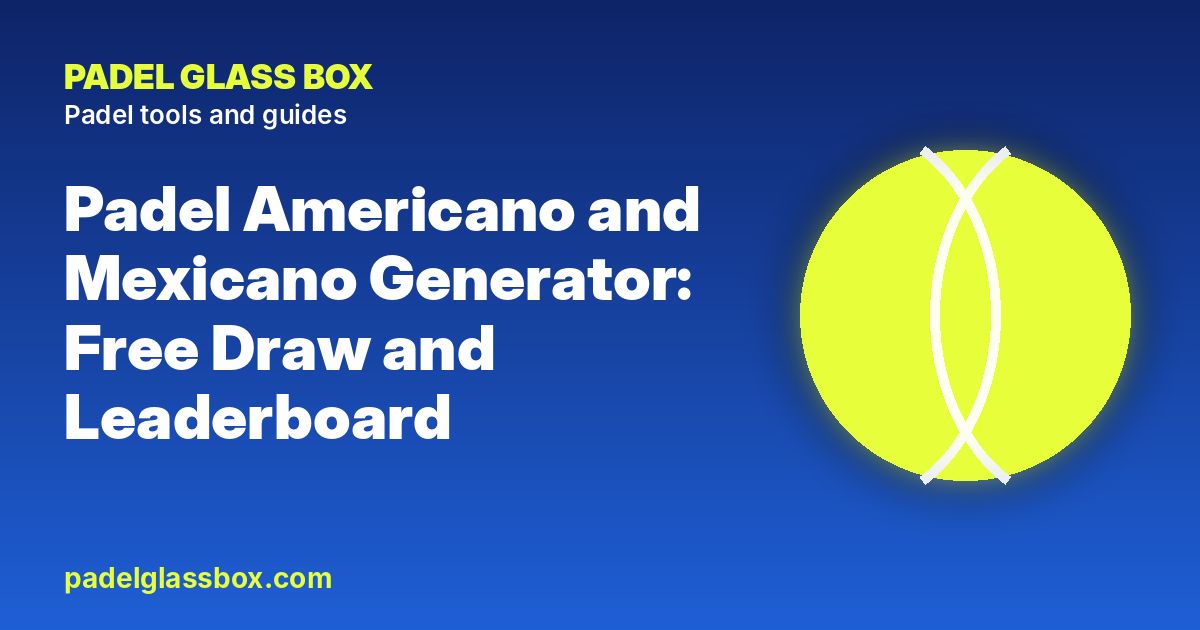 PADEL GLASS BOX
Padel tools and guides
Padel Americano and
Mexicano Generator:
Free Draw and
Leaderboard
padelglassbox.com